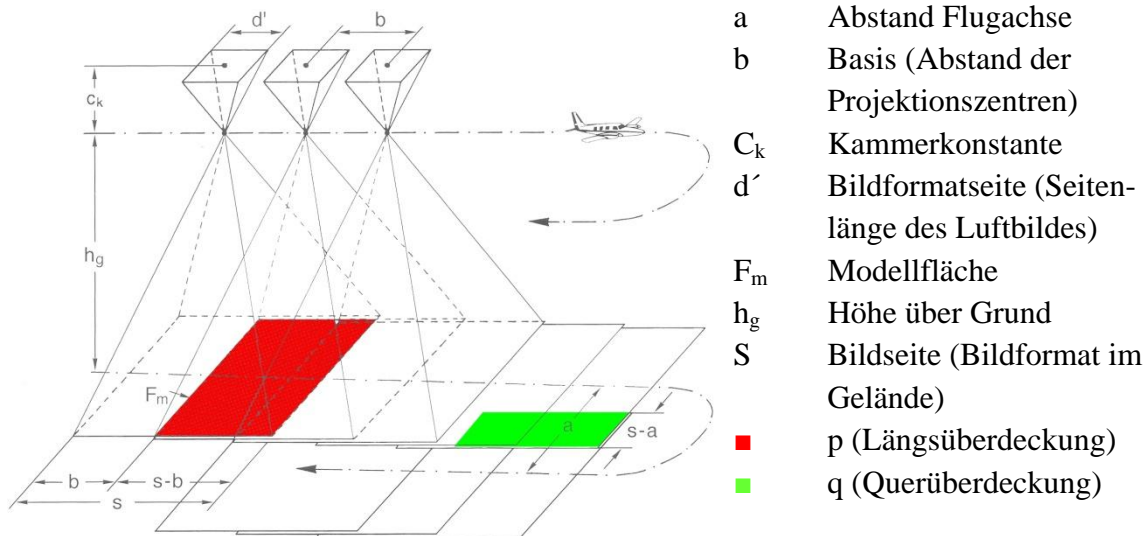 d'
b
c_k
h_g
F_m
a
s-a
b
s-b
s
a Abstand Flugachse
b Basis (Abstand der
Projektionszentren)
C_k Kammerkonstante
d´ Bildformatseite (Seiten-
länge des Luftbildes)
F_m Modellfläche
h_g Höhe über Grund
S Bildseite (Bildformat im
Gelände)
p (Längsüberdeckung)
q (Querüberdeckung)